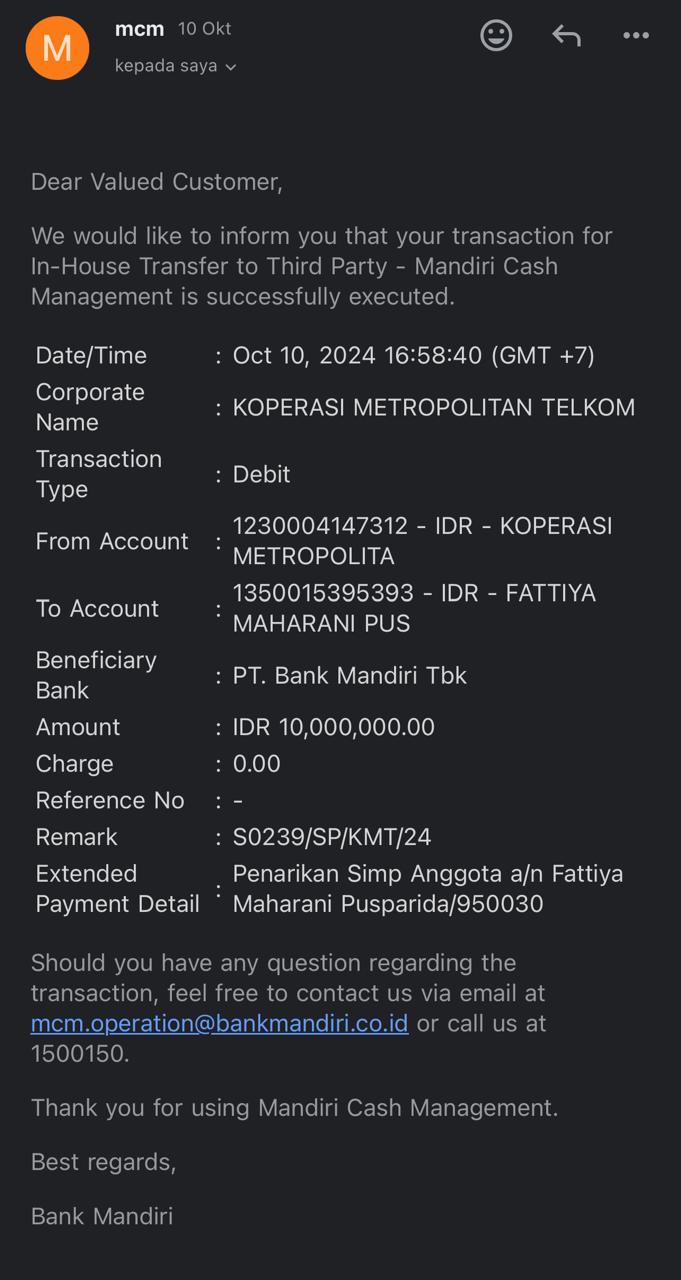 M
mcm 10 Okt
kepada saya
Dear Valued Customer,
We would like to inform you that your transaction for
In-House Transfer to Third Party - Mandiri Cash
Management is successfully executed.
Date/Time : Oct 10, 2024 16:58:40 (GMT +7)
Corporate
Name : KOPERASI METROPOLITAN TELKOM
Transaction
Type : Debit
From Account : 1230004147312 - IDR - KOPERASI
METROPOLITA
To Account : 1350015395393 - IDR - FATTIYA
MAHARANI PUS
Beneficiary
Bank : PT. Bank Mandiri Tbk
Amount : IDR 10,000,000.00
Charge : 0.00
Reference No : -
Remark : S0239/SP/KMT/24
Extended
Payment Detail : Penarikan Simp Anggota a/n Fattiya
Maharani Pusparida/950030
Should you have any question regarding the
transaction, feel free to contact us via email at
mcm.operation@bankmandiri.co.id or call us at
1500150.
Thank you for using Mandiri Cash Management.
Best regards,
Bank Mandiri